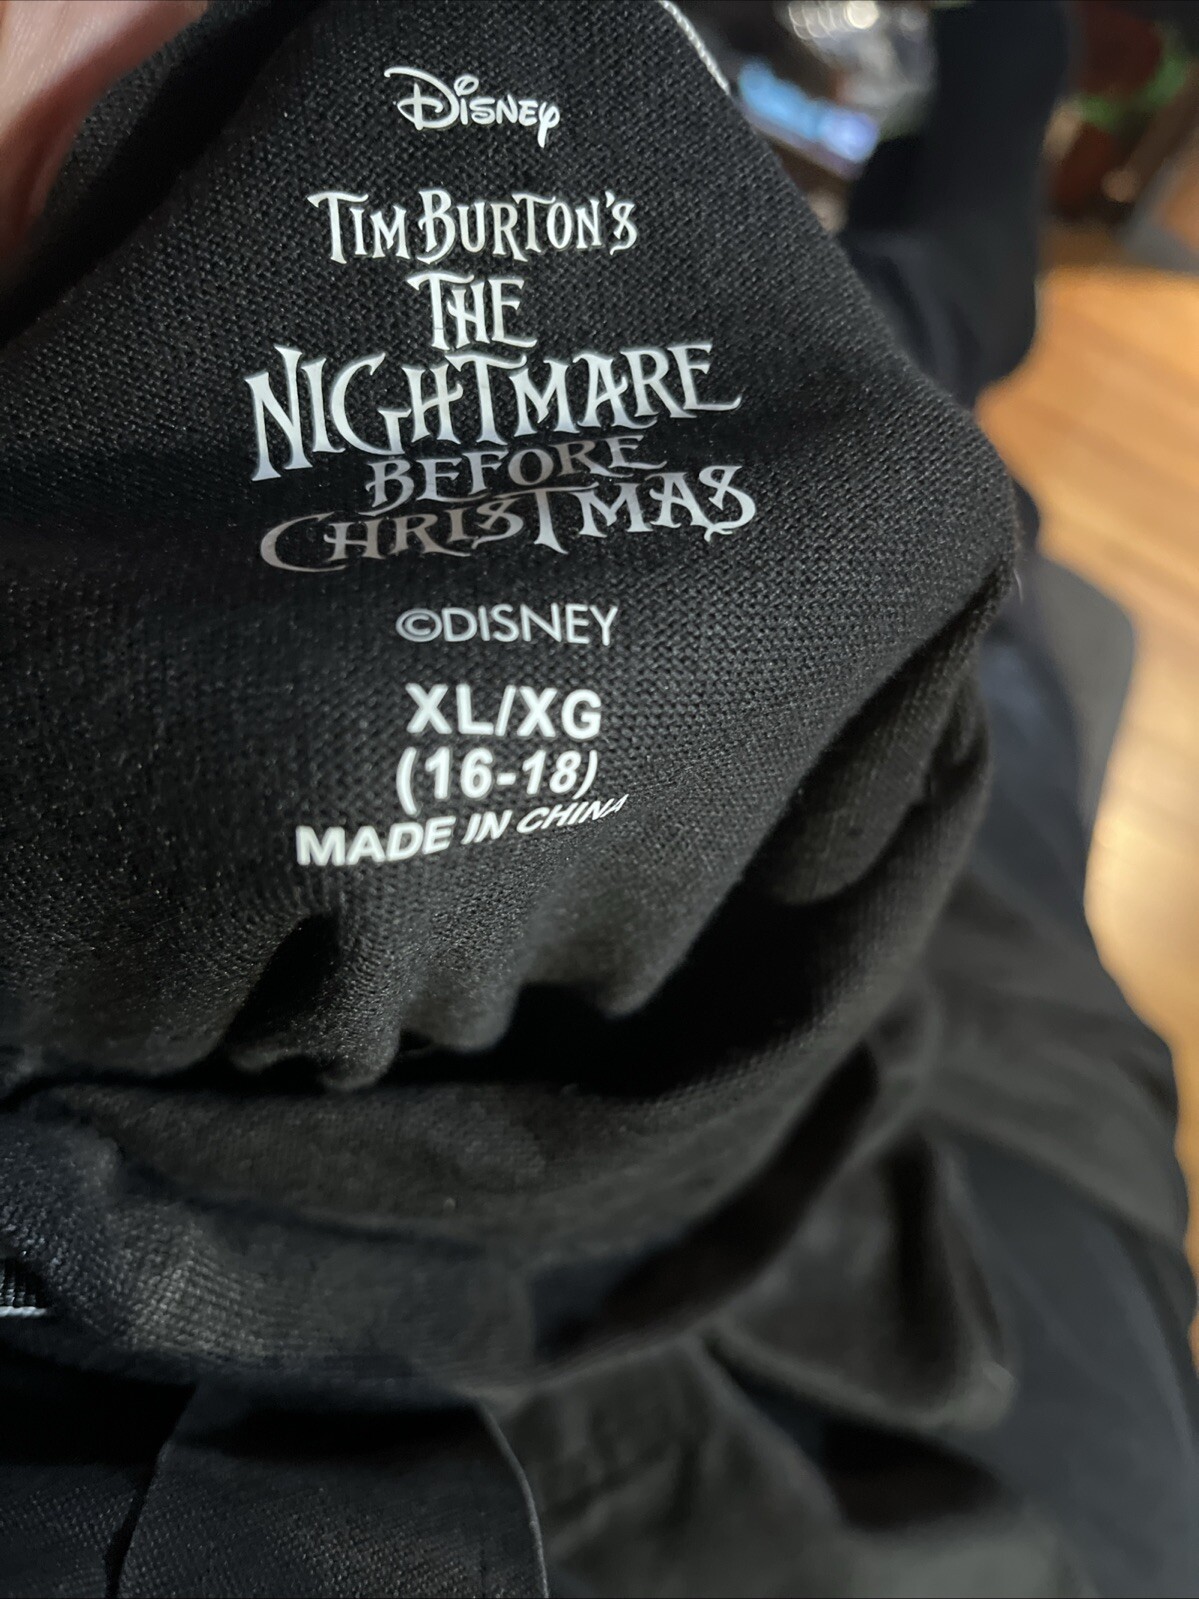 Disney
TIM BURTON'S
THE
NIGHTMARE
BEFORE
CHRISTMAS
©DISNEY
XL/XG
(16-18)
MADE IN CHINA